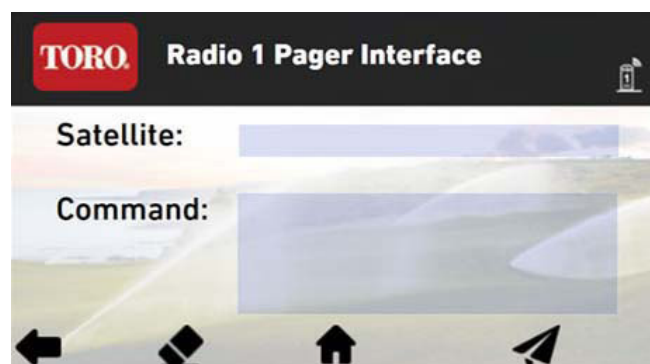 TORO.
Radio 1 Pager Interface
1
Satellite:
Command: